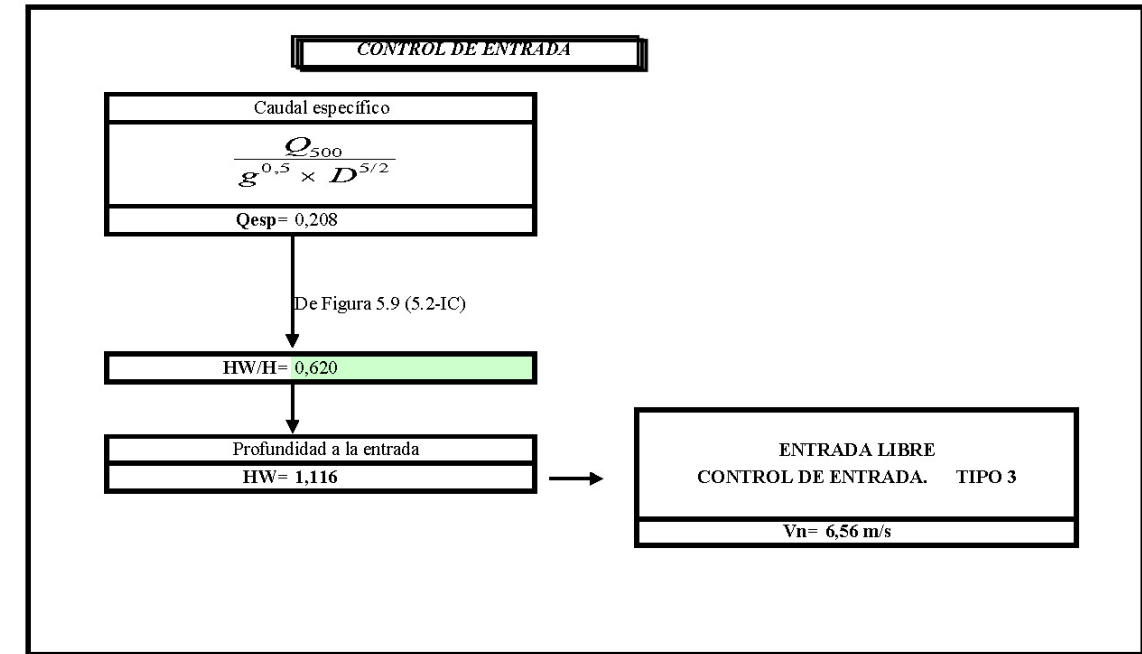 CONTROL DE ENTRADA
Caudal específico
Q500
g^0,5 × D^5/2
Qesp= 0,208
De Figura 5.9 (5.2-IC)
HW/H= 0,620
Profundidad a la entrada
HW= 1,116
ENTRADA LIBRE
CONTROL DE ENTRADA. TIPO 3
Vn= 6,56 m/s